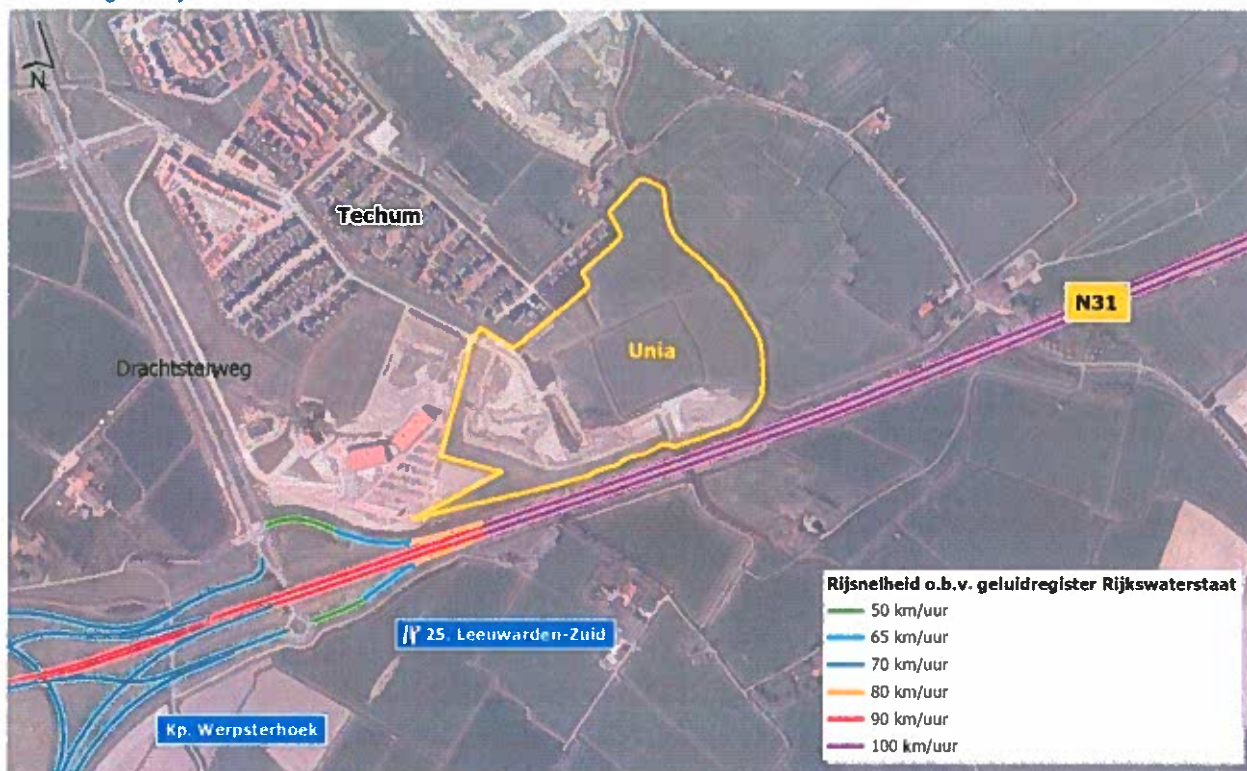 N
Techum
N31
Unia
Drachtsterweg
Rijsnelheid o.b.v. geluidregister Rijkswaterstaat
50 km/uur
65 km/uur
70 km/uur
80 km/uur
90 km/uur
100 km/uur
25. Leeuwarden-Zuid
Kp. Werpsterhoek